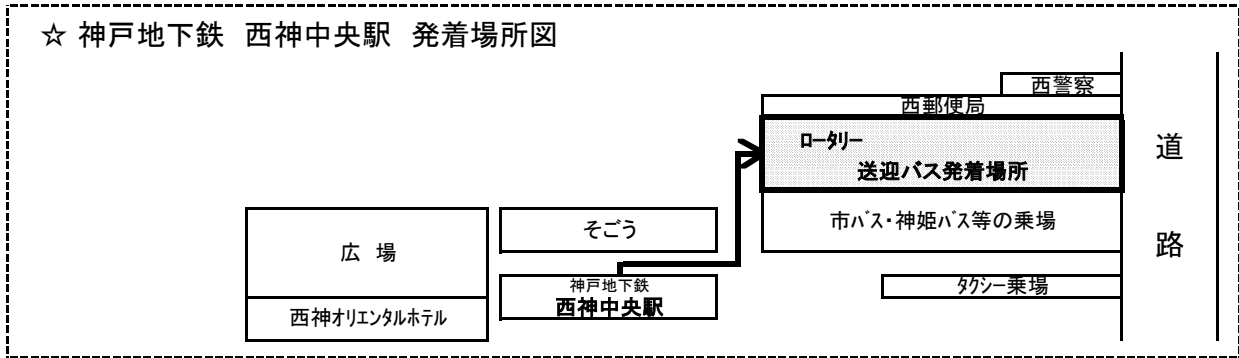 ☆ 神戸地下鉄 西神中央駅 発着場所図
西警察
西郵便局
ロータリー
送迎バス発着場所
道
路
市バス・神姫バス等の乗場
そごう
広 場
神戸地下鉄
西神中央駅
タクシー乗場
西神オリエンタルホテル